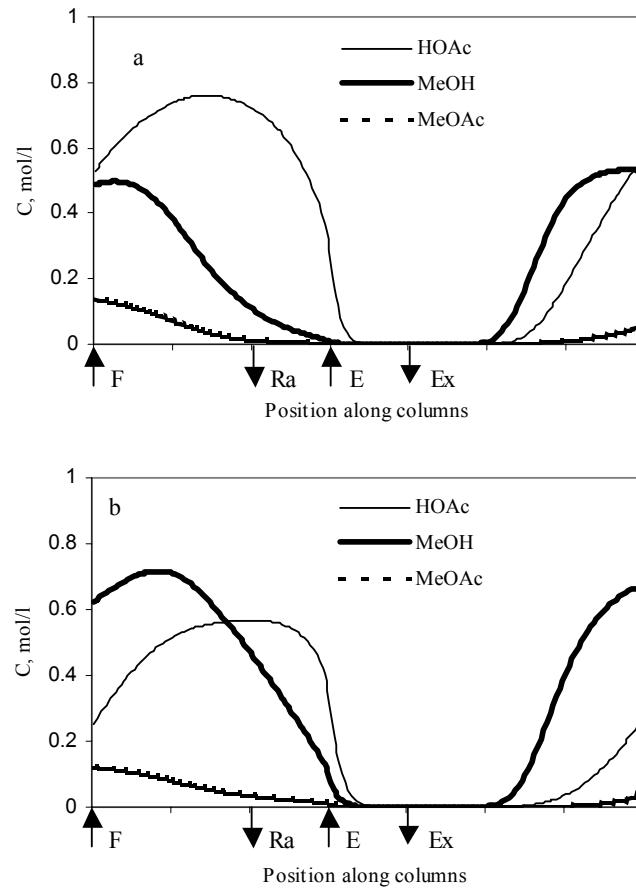 a
HOAc
MeOH
MeOAc
1
0.8
0.6
0.4
0.2
0
C, mol/l
F Ra E Ex
Position along columns
b
HOAc
MeOH
MeOAc
1
0.8
0.6
0.4
0.2
0
C, mol/l
F Ra E Ex
Position along columns